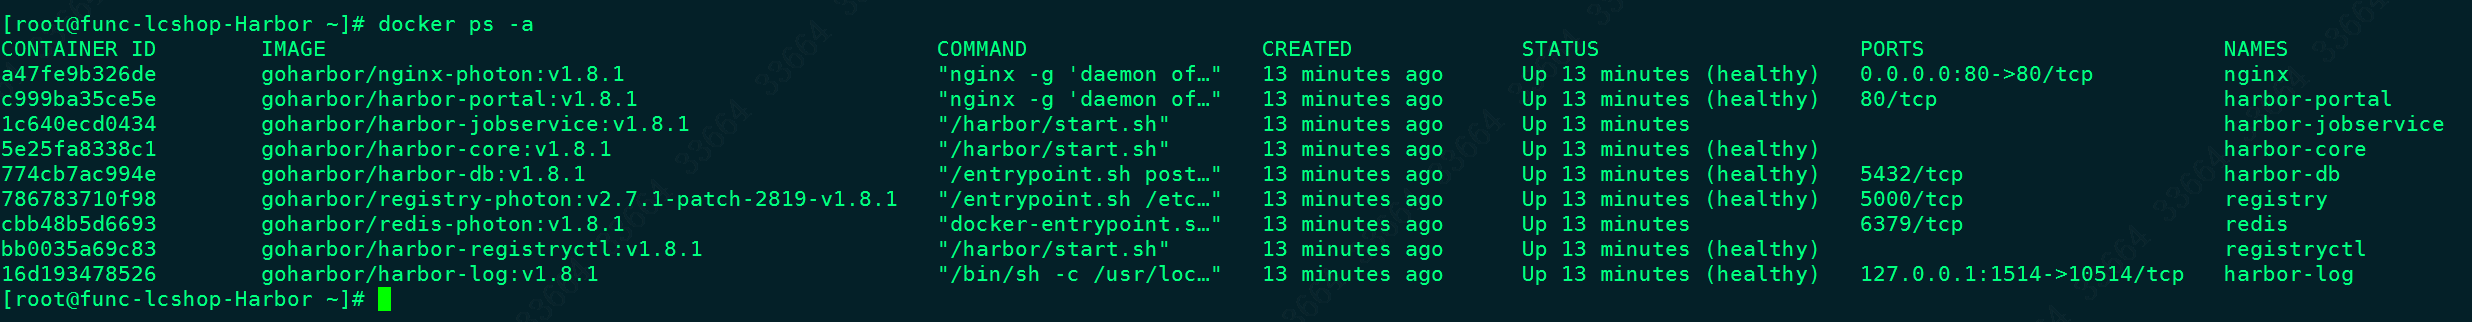 [root@func-lcshop-Harbor ~]# docker ps -a
CONTAINER ID        IMAGE                                               COMMAND                  CREATED             STATUS                    PORTS                       NAMES
a47fe9b326de        goharbor/nginx-photon:v1.8.1                        "nginx -g 'daemon of…"   13 minutes ago      Up 13 minutes (healthy)   0.0.0.0:80->80/tcp          nginx
c999ba35ce5e        goharbor/harbor-portal:v1.8.1                       "nginx -g 'daemon of…"   13 minutes ago      Up 13 minutes (healthy)   80/tcp                      harbor-portal
1c640ecd0434        goharbor/harbor-jobservice:v1.8.1                   "/harbor/start.sh"       13 minutes ago      Up 13 minutes                                         harbor-jobservice
5e25fa8338c1        goharbor/harbor-core:v1.8.1                         "/harbor/start.sh"       13 minutes ago      Up 13 minutes (healthy)                               harbor-core
774cb7ac994e        goharbor/harbor-db:v1.8.1                           "/entrypoint.sh post…"   13 minutes ago      Up 13 minutes (healthy)   5432/tcp                    harbor-db
786783710f98        goharbor/registry-photon:v2.7.1-patch-2819-v1.8.1   "/entrypoint.sh /etc…"   13 minutes ago      Up 13 minutes (healthy)   5000/tcp                    registry
cbb48b5d6693        goharbor/redis-photon:v1.8.1                        "docker-entrypoint.s…"   13 minutes ago      Up 13 minutes             6379/tcp                    redis
bb0035a69c83        goharbor/harbor-registryctl:v1.8.1                  "/harbor/start.sh"       13 minutes ago      Up 13 minutes (healthy)                               registryctl
16d193478526        goharbor/harbor-log:v1.8.1                          "/bin/sh -c /usr/loc…"   13 minutes ago      Up 13 minutes (healthy)   127.0.0.1:1514->10514/tcp   harbor-log
[root@func-lcshop-Harbor ~]#